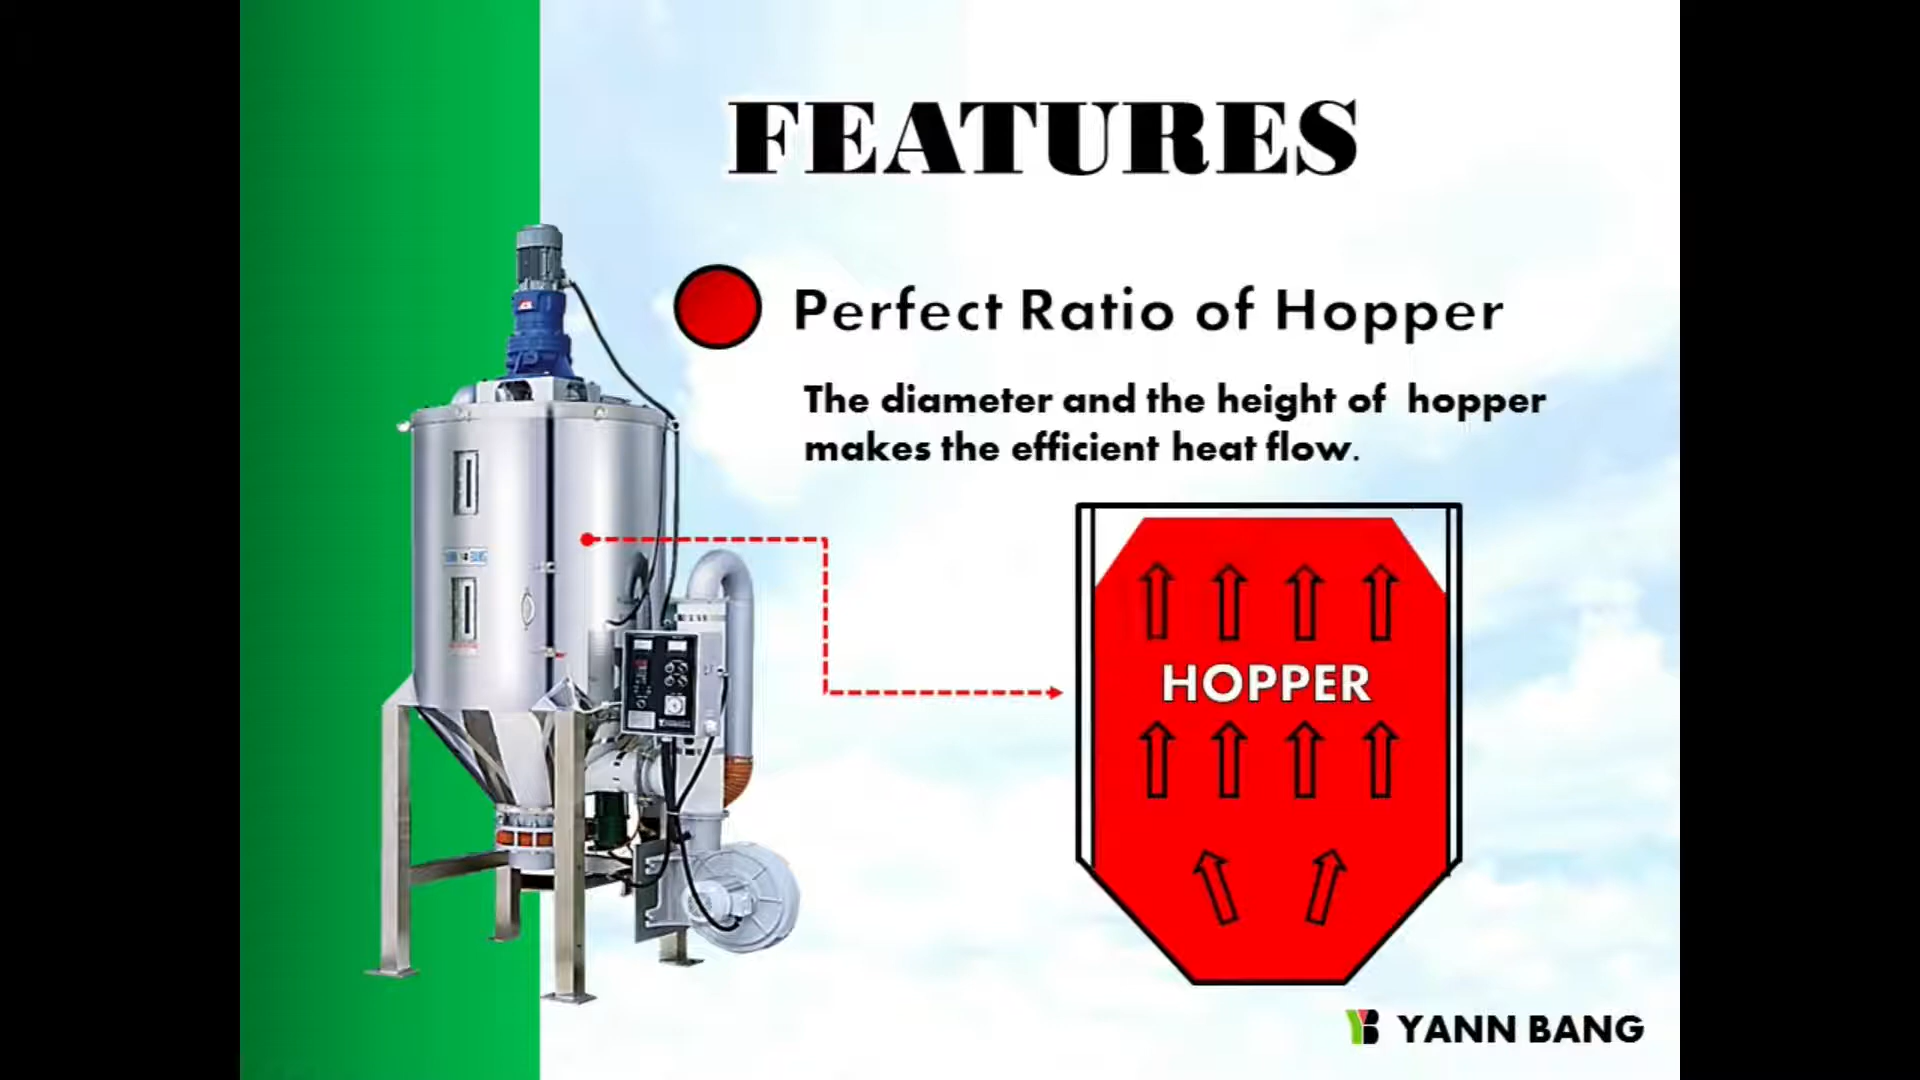 FEATURES
Perfect Ratio of Hopper
The diameter and the height of hopper
makes the efficient heat flow.
HOPPER
YANN BANG